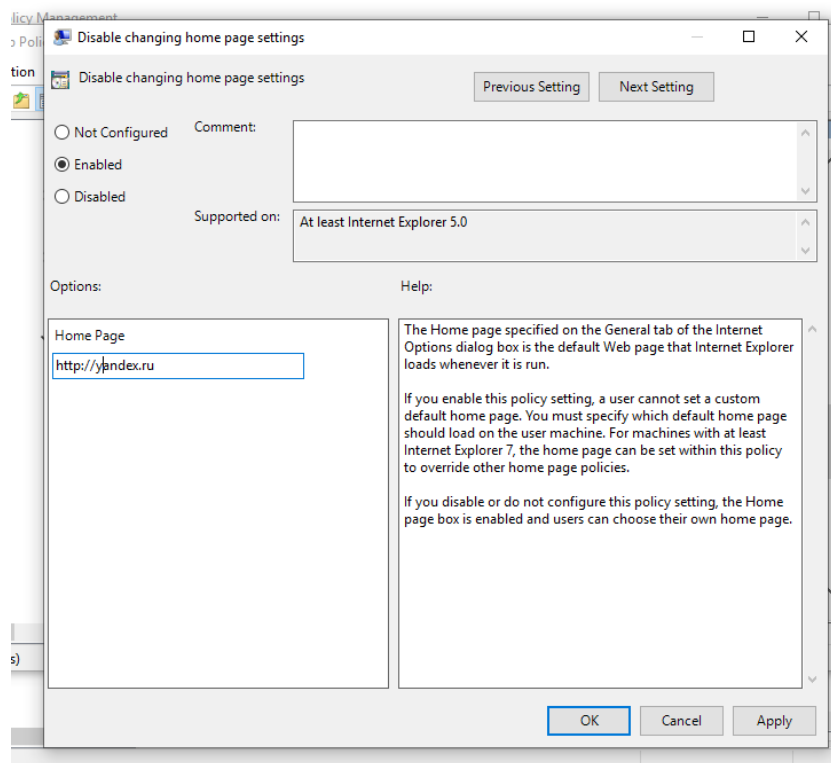 licy Management
Disable changing home page settings
Poli
tion
Disable changing home page settings
Previous Setting
Next Setting
Not Configured
Comment:
Enabled
Disabled
Supported on:
At least Internet Explorer 5.0
Options:
Help:
Home Page
http://yandex.ru
The Home page specified on the General tab of the Internet
Options dialog box is the default Web page that Internet Explorer
loads whenever it is run.
If you enable this policy setting, a user cannot set a custom
default home page. You must specify which default home page
should load on the user machine. For machines with at least
Internet Explorer 7, the home page can be set within this policy
to override other home page policies.
If you disable or do not configure this policy setting, the Home
page box is enabled and users can choose their own home page.
s)
OK
Cancel
Apply